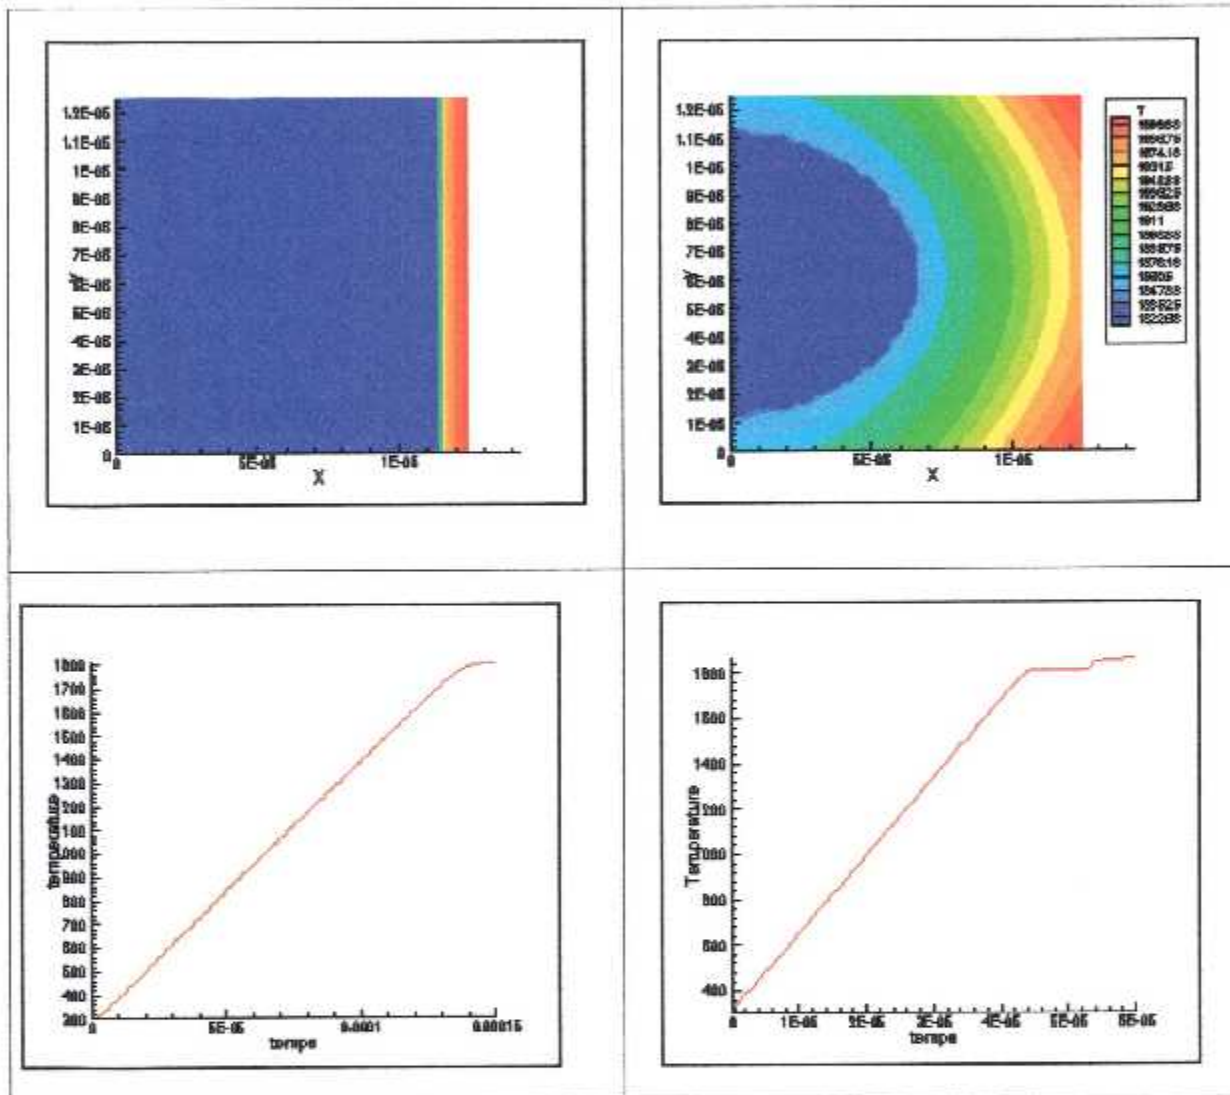 1.2E-05
1.1E-05
1E-05
9E-06
8E-06
7E-06
6E-06
5E-06
4E-06
3E-06
2E-06
1E-06
0
Y
0
5E-06
1E-05
X
1.2E-05
1.1E-05
1E-05
9E-06
8E-06
7E-06
6E-06
5E-06
4E-06
3E-06
2E-06
1E-06
0
Y
0
5E-06
1E-05
X
T
1911
1800
1700
1600
1500
1400
1300
1200
1100
1000
900
800
700
600
500
400
300
temperature
0
5E-05
0.0001
0.00015
temps
1800
1600
1400
1200
1000
800
600
400
Temperature
0
1E-05
2E-05
3E-05
4E-05
5E-05
6E-05
temps